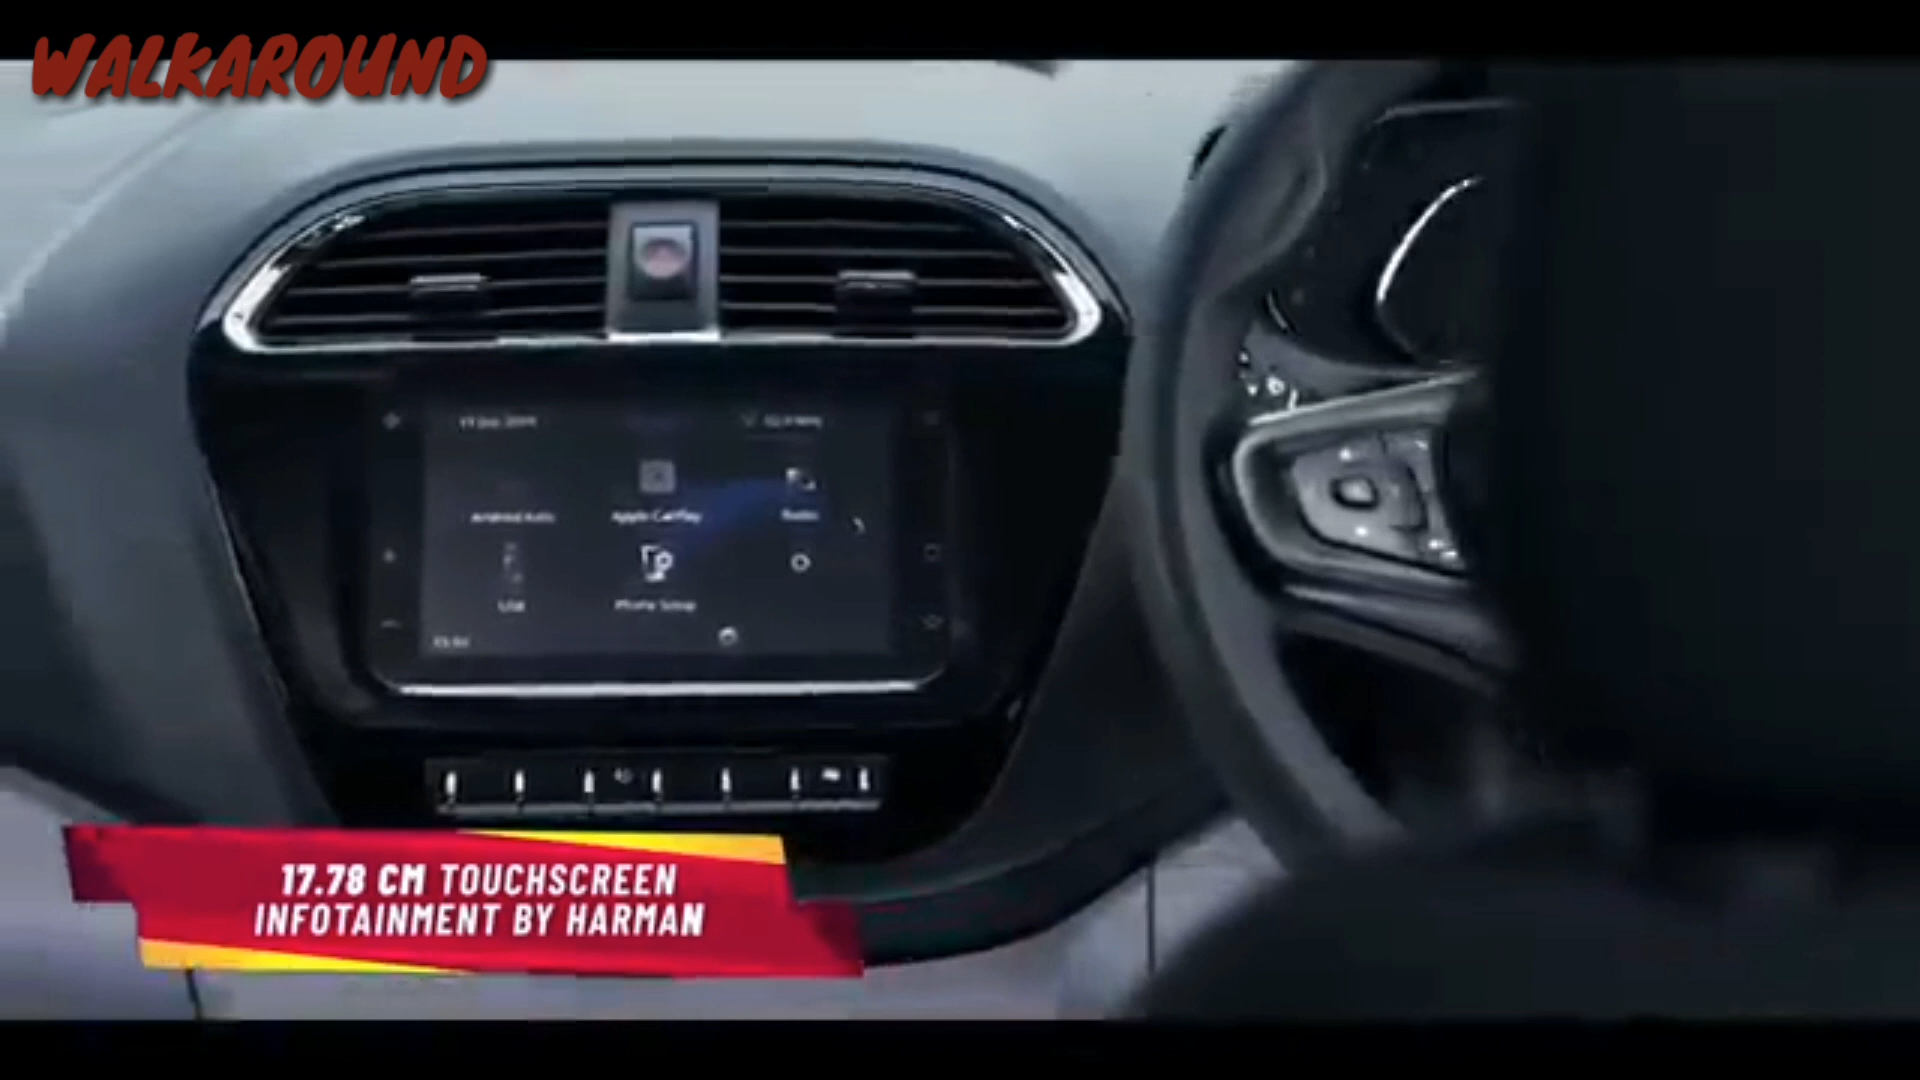 WALKAROUND
Android Auto
Apple CarPlay
Radio
USB
Phone Setup
17.78 CM TOUCHSCREEN
INFOTAINMENT BY HARMAN